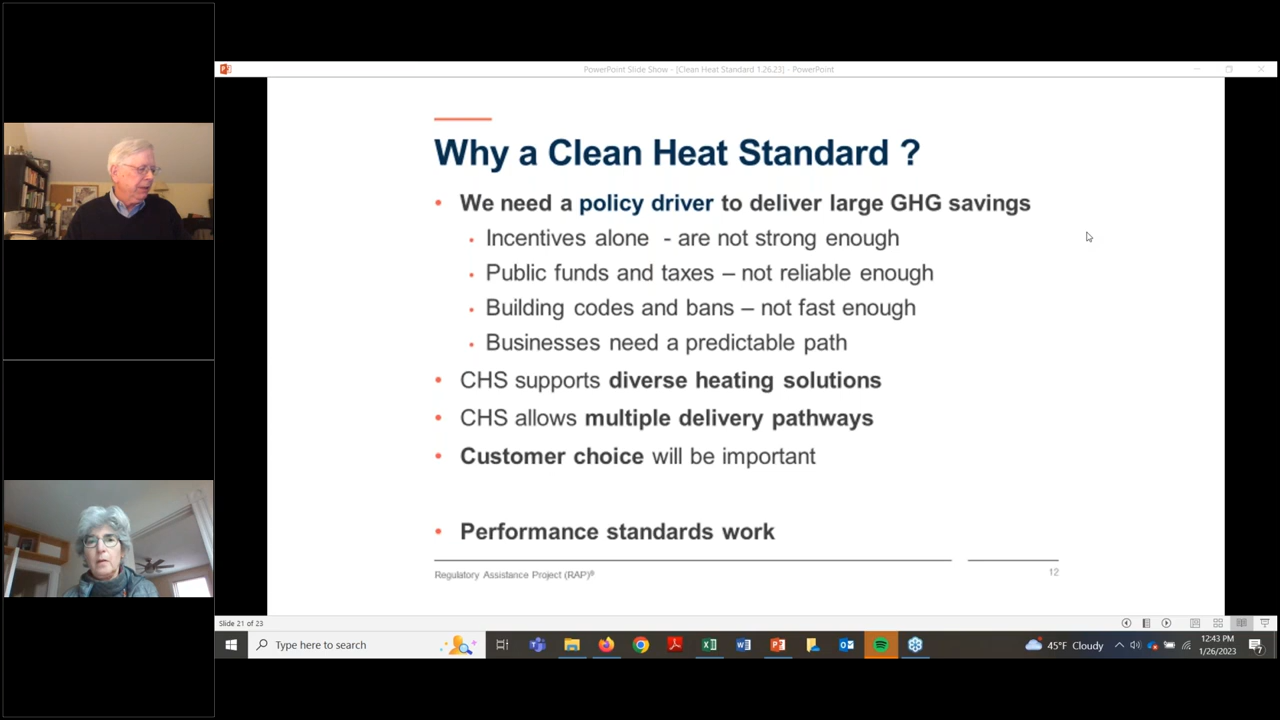 PowerPoint Slide Show - [Clean Heat Standard 1.26.23] - PowerPoint
Why a Clean Heat Standard ?
• We need a policy driver to deliver large GHG savings
• Incentives alone - are not strong enough
• Public funds and taxes – not reliable enough
• Building codes and bans – not fast enough
• Businesses need a predictable path
• CHS supports diverse heating solutions
• CHS allows multiple delivery pathways
• Customer choice will be important
• Performance standards work
Regulatory Assistance Project (RAP)®
12
Slide 21 of 23
Type here to search
45°F Cloudy
12:43 PM
1/26/2023
7